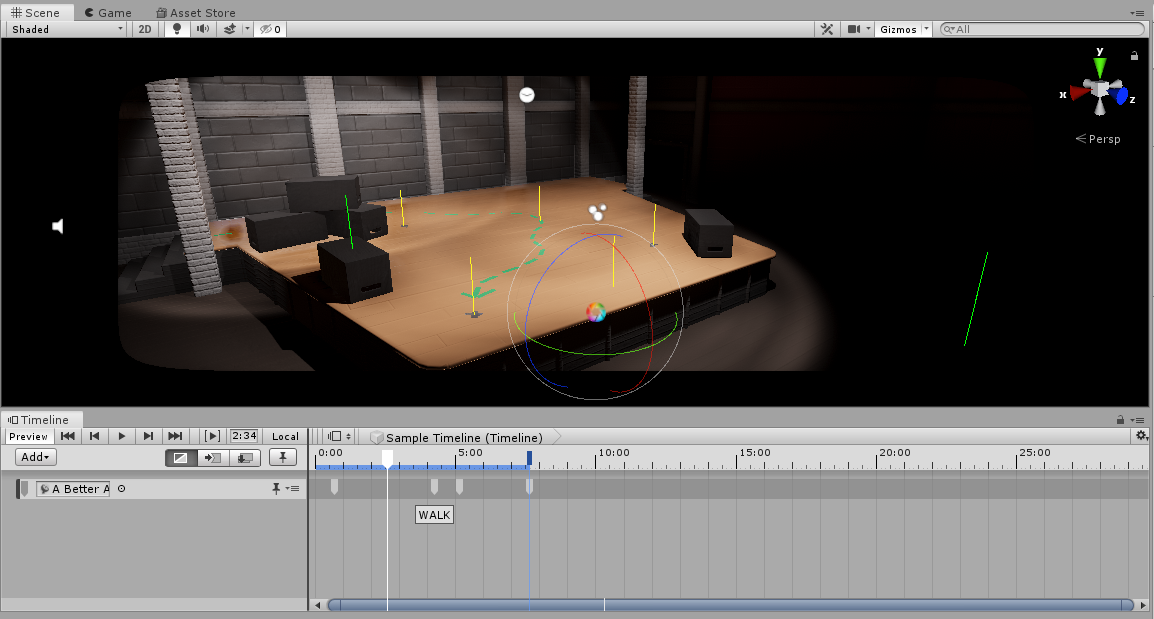 Scene Game Asset Store
Shaded 2D 0 Gizmos All
y
x
z
Persp
Timeline
Preview 2:34 Local Sample Timeline (Timeline)
Add 0:00 5:00 10:00 15:00 20:00 25:00
A Better A
WALK